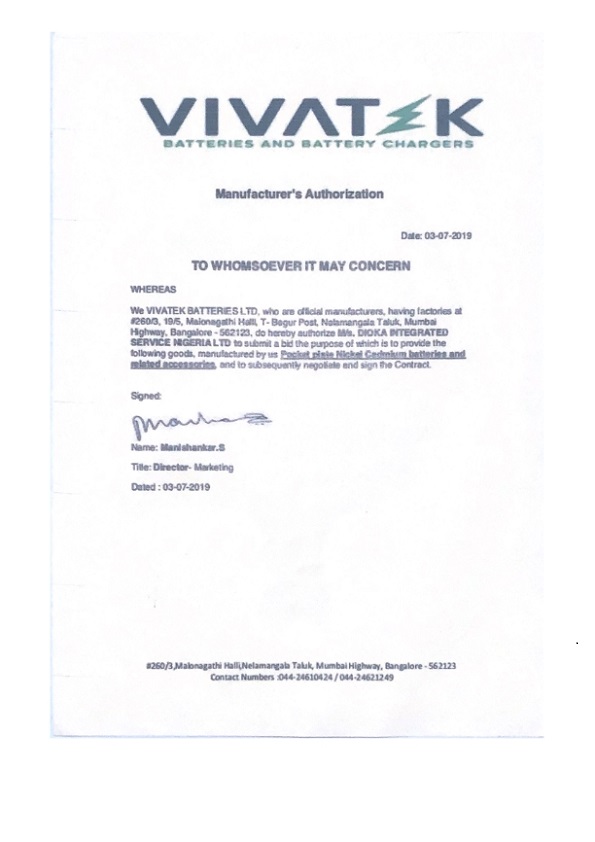 VIVATEK
BATTERIES AND BATTERY CHARGERS
Manufacturer's Authorization
Date: 03-07-2019
TO WHOMSOEVER IT MAY CONCERN
WHEREAS
We VIVATEK BATTERIES LTD, who are official manufacturers, having factories at
#260/3, 19/5, Malonagathi Halli, T- Begur Post, Nelamangala Taluk, Mumbai
Highway, Bangalore - 562123, do hereby authorize M/s. DIOKA INTEGRATED
SERVICE NIGERIA LTD to submit a bid the purpose of which is to provide the
following goods, manufactured by us Pocket plate Nickel Cadmium batteries and
related accessories, and to subsequently negotiate and sign the Contract.
Signed:
Name: Manishankar.S
Title: Director- Marketing
Dated : 03-07-2019
#260/3,Malonagathi Halli,Nelamangala Taluk, Mumbai Highway, Bangalore - 562123
Contact Numbers :044-24610424 / 044-24621249